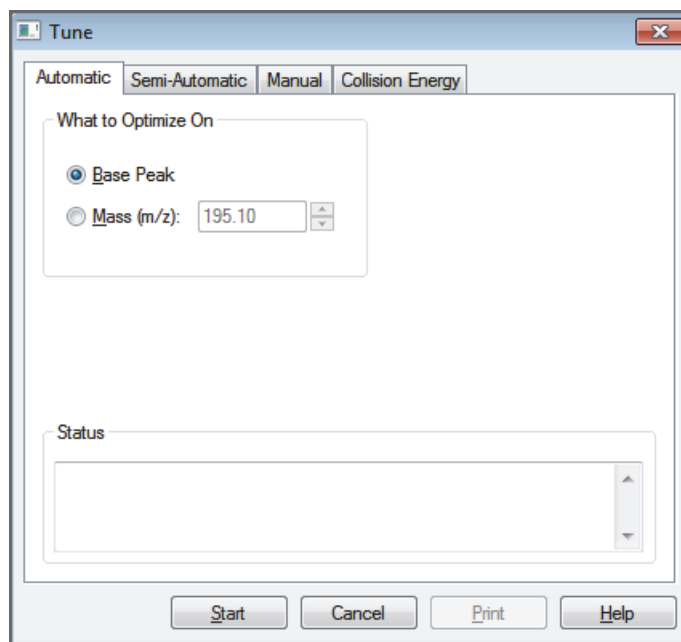 Tune
Automatic Semi-Automatic Manual Collision Energy
What to Optimize On
Base Peak
Mass (m/z): 195.10
Status
Start Cancel Print Help